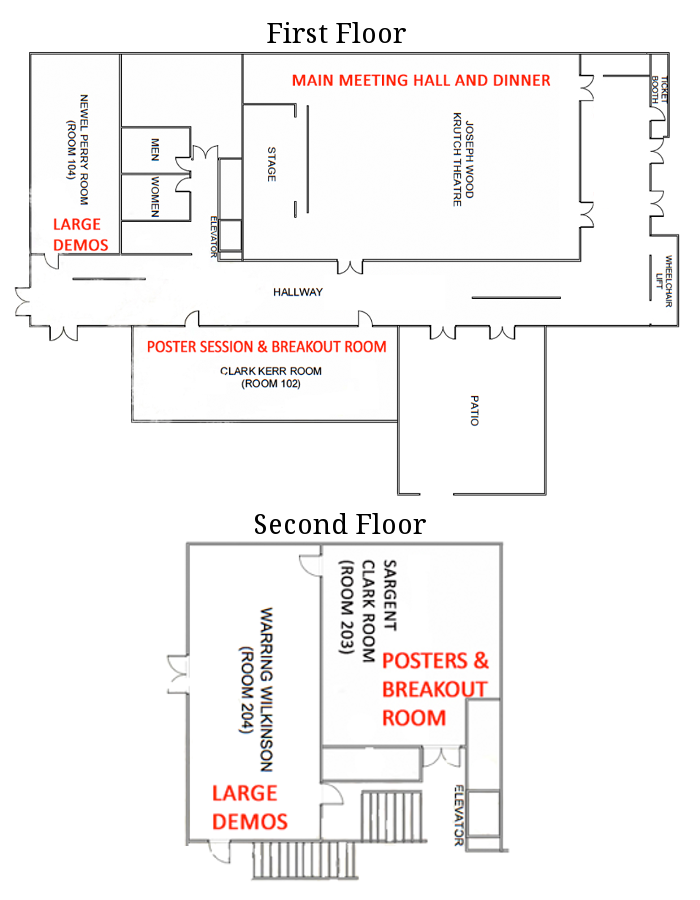 First Floor
MAIN MEETING HALL AND DINNER
TICKET
BOOTH
NEWEL PERRY ROOM
(ROOM 104)
MEN
WOMEN
STAGE
JOSEPH WOOD
KRUTCH THEATRE
LARGE
DEMOS
ELEVATOR
WHEELCHAIR
LIFT
HALLWAY
POSTER SESSION & BREAKOUT ROOM
CLARK KERR ROOM
(ROOM 102)
PATIO
Second Floor
SARGENT
CLARK ROOM
(ROOM 203)
WARRING WILKINSON
(ROOM 204)
POSTERS &
BREAKOUT
ROOM
LARGE
DEMOS
ELEVATOR